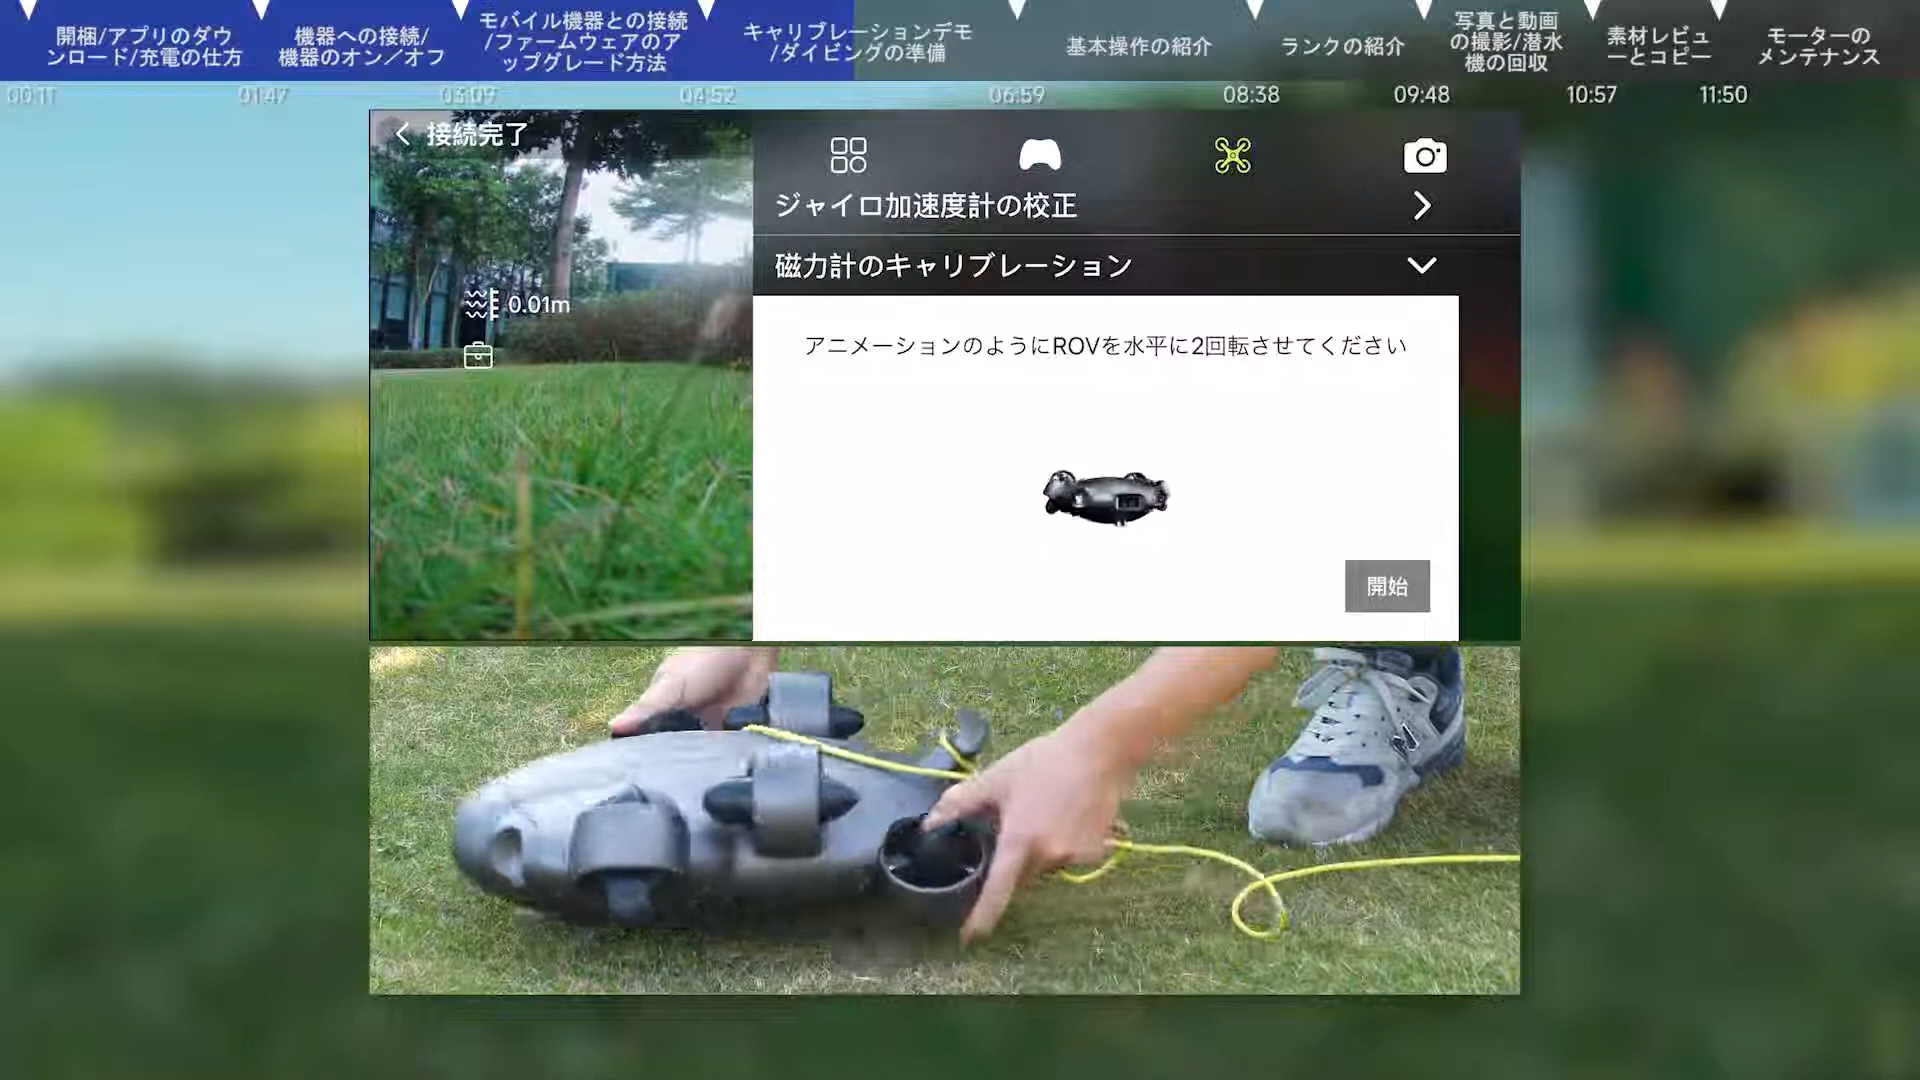 開梱/アプリのダウ
ンロード/充電の仕方
機器への接続/
機器のオン/オフ
モバイル機器との接続
/ファームウェアのア
ップグレード方法
キャリブレーションデモ
/ダイビングの準備
基本操作の紹介
ランクの紹介
写真と動画
の撮影/潜水
機の回収
素材レビュ
ーとコピー
モーターの
メンテナンス
00:11
01:47
03:09
04:52
06:59
08:38
09:48
10:57
11:50
接続完了
ジャイロ加速度計の校正
磁力計のキャリブレーション
0.01m
アニメーションのようにROVを水平に2回転させてください
開始
N